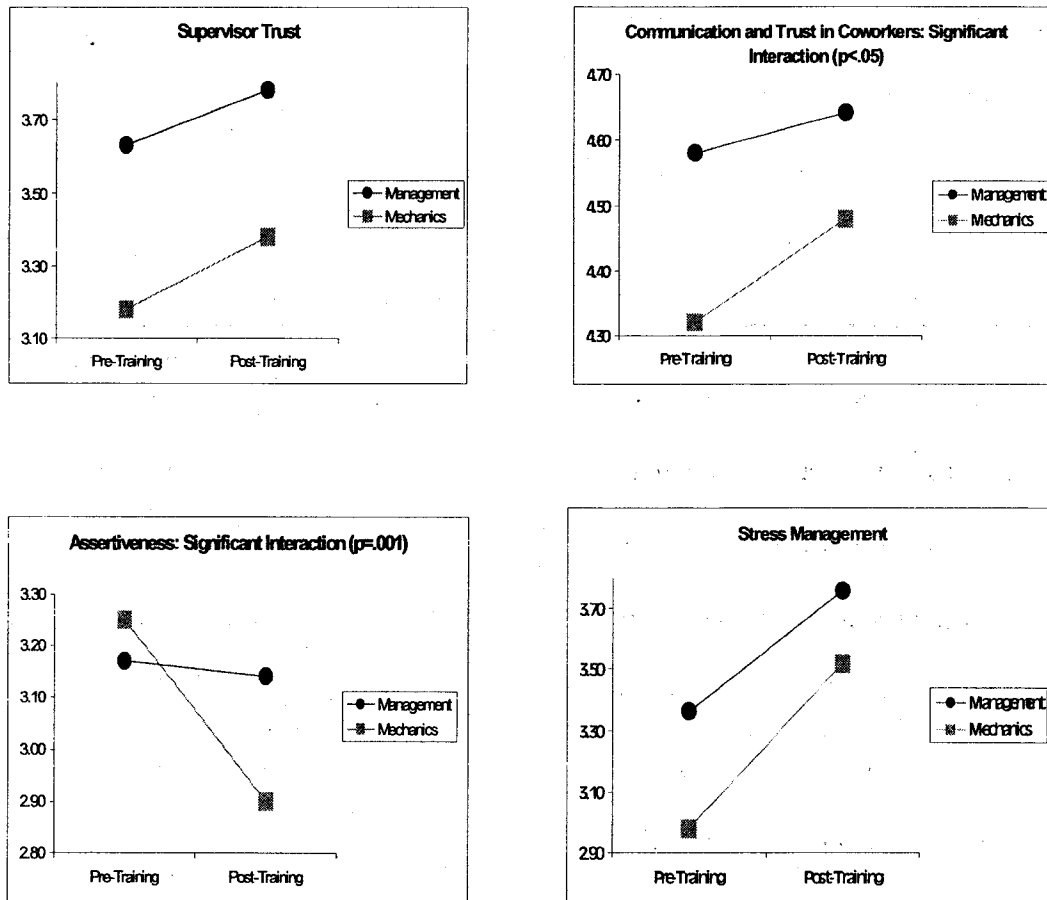 Supervisor Trust
3.70
3.50
3.30
3.10
Pre-Training
Post-Training
Management
Mechanics
Communication and Trust in Coworkers: Significant
Interaction (p<.05)
4.70
4.60
4.50
4.40
4.30
Pre-Training
Post-Training
Management
Mechanics
Assertiveness: Significant Interaction (p=.001)
3.30
3.20
3.10
3.00
2.90
2.80
Pre-Training
Post-Training
Management
Mechanics
Stress Management
3.70
3.50
3.30
3.10
2.90
Pre-Training
Post-Training
Management
Mechanics